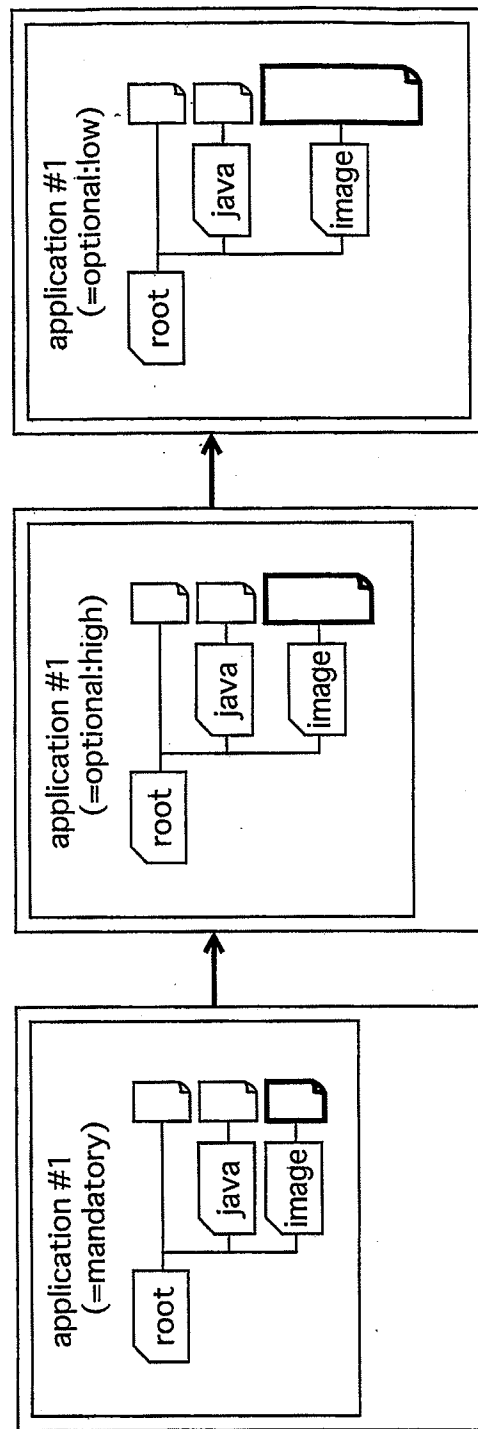 application #1
(=mandatory)
root
java
image
application #1
(=optional:high)
root
java
image
application #1
(=optional:low)
root
java
image